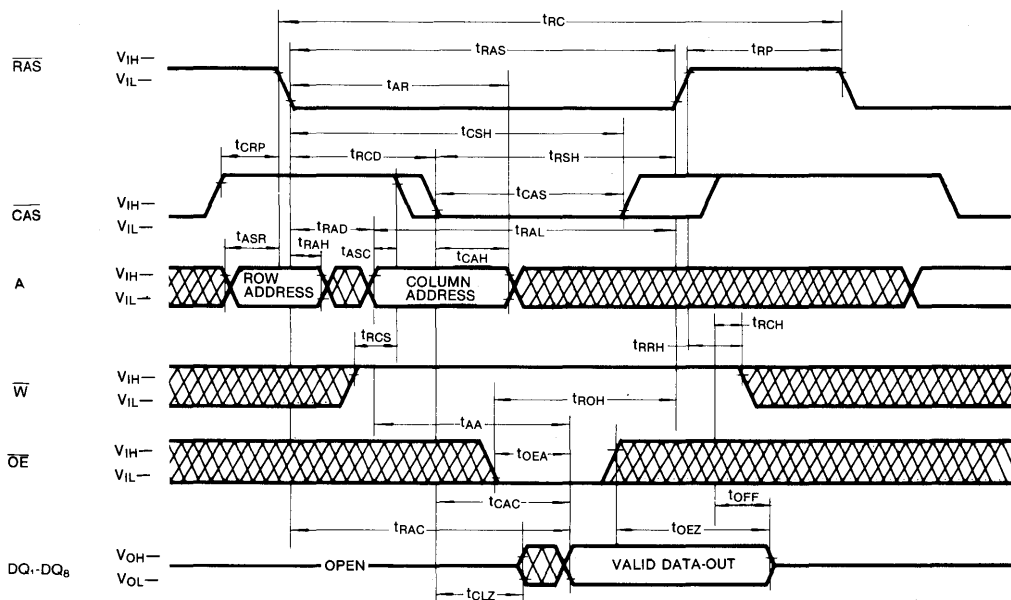 tRC
tRAS
tRP
RAS
VIH—
VIL—
tAR
tCSH
tCRP
tRCD
tRSH
tCAS
CAS
VIH—
VIL—
tRAD
tRAL
tASR
tRAH
tASC
tCAH
A
VIH—
VIL—
ROW ADDRESS
COLUMN ADDRESS
tRCS
tRCH
tRRH
W
VIH—
VIL—
tROH
tAA
OE
VIH—
VIL—
tOEA
tCAC
tOFF
tRAC
tOEZ
DQ1-DQ8
VOH—
VOL—
OPEN
VALID DATA-OUT
tCLZ